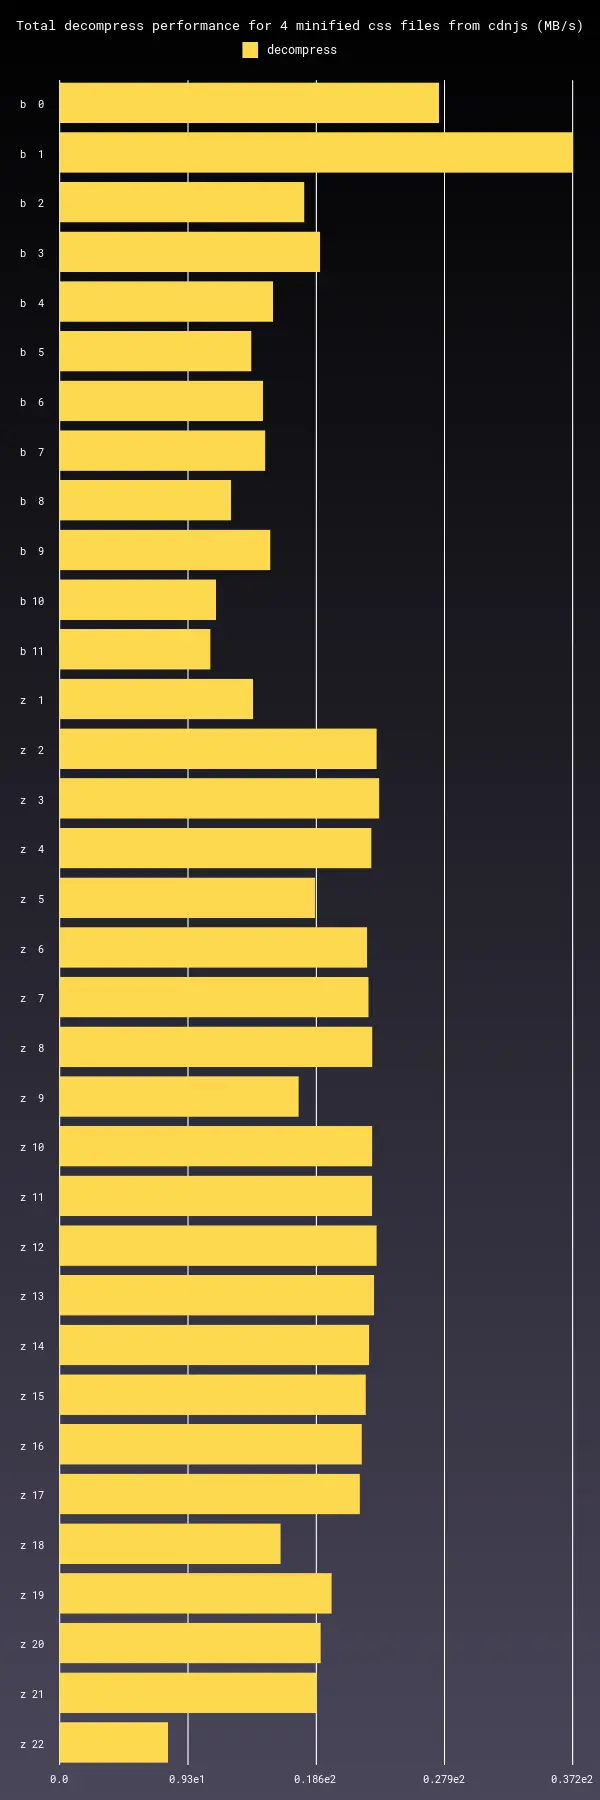 Total decompress performance for 4 minified css files from cdnjs (MB/s)
decompress
b 0
b 1
b 2
b 3
b 4
b 5
b 6
b 7
b 8
b 9
b 10
b 11
z 1
z 2
z 3
z 4
z 5
z 6
z 7
z 8
z 9
z 10
z 11
z 12
z 13
z 14
z 15
z 16
z 17
z 18
z 19
z 20
z 21
z 22
0.0 0.93e1 0.186e2 0.279e2 0.372e2